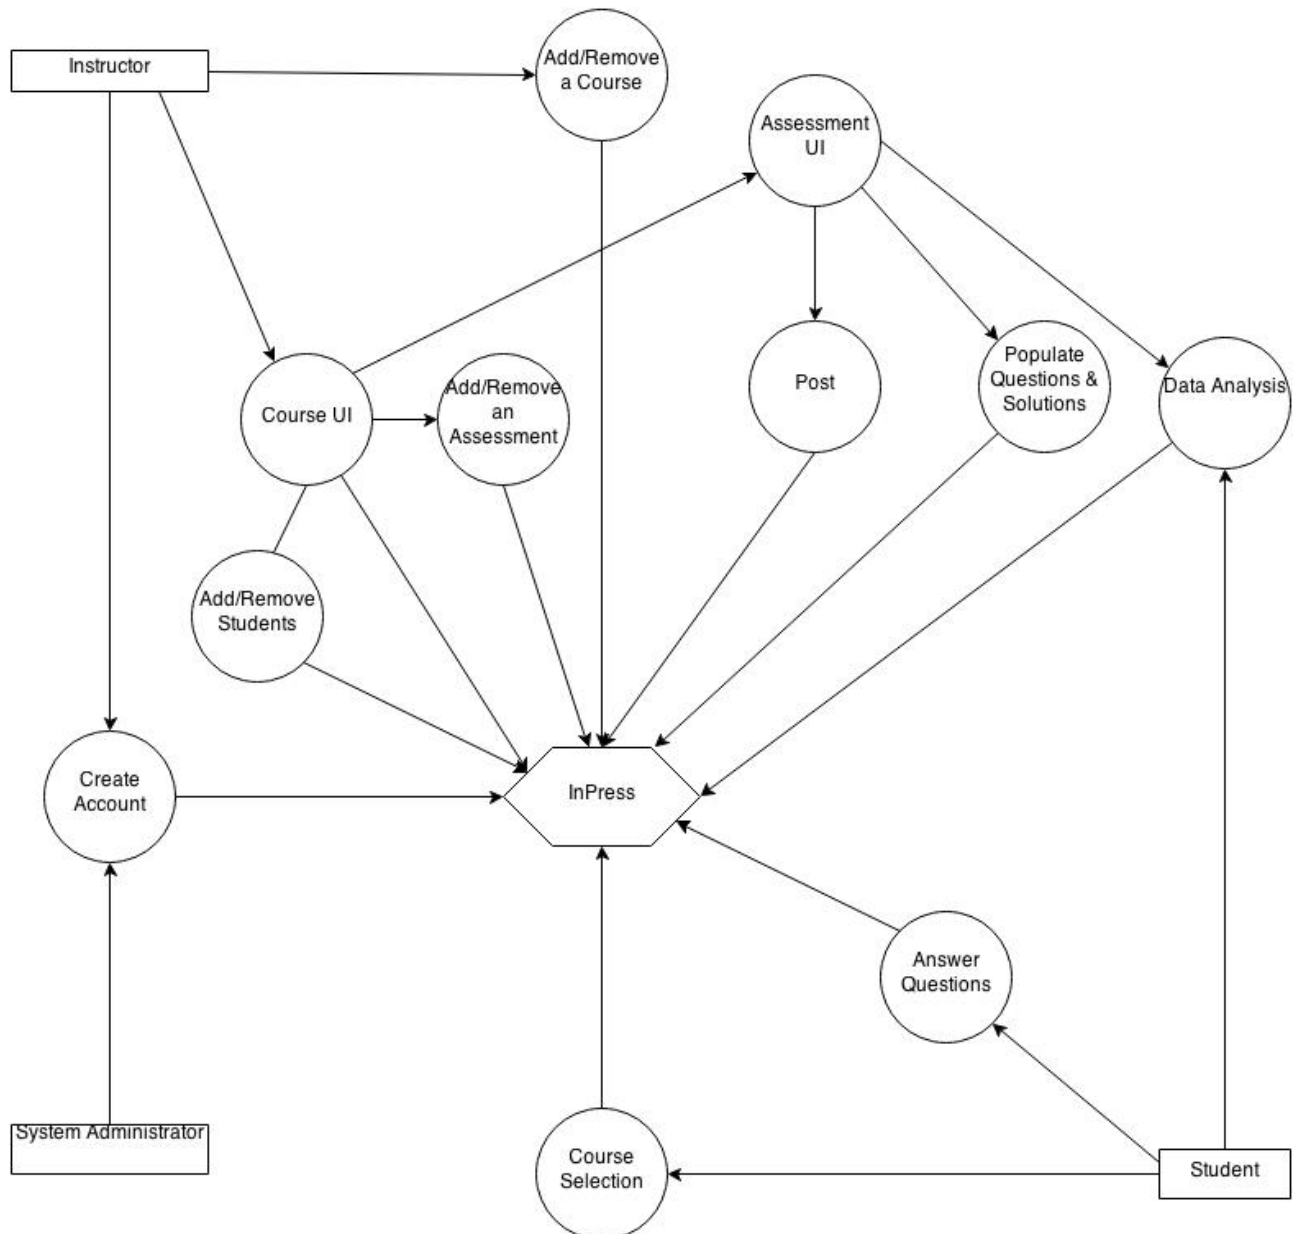 Instructor
Add/Remove
a Course
Assessment
UI
Course UI
Add/Remove
an
Assessment
Post
Populate
Questions &
Solutions
Data Analysis
Add/Remove
Students
Create
Account
InPress
Answer
Questions
System Administrator
Course
Selection
Student